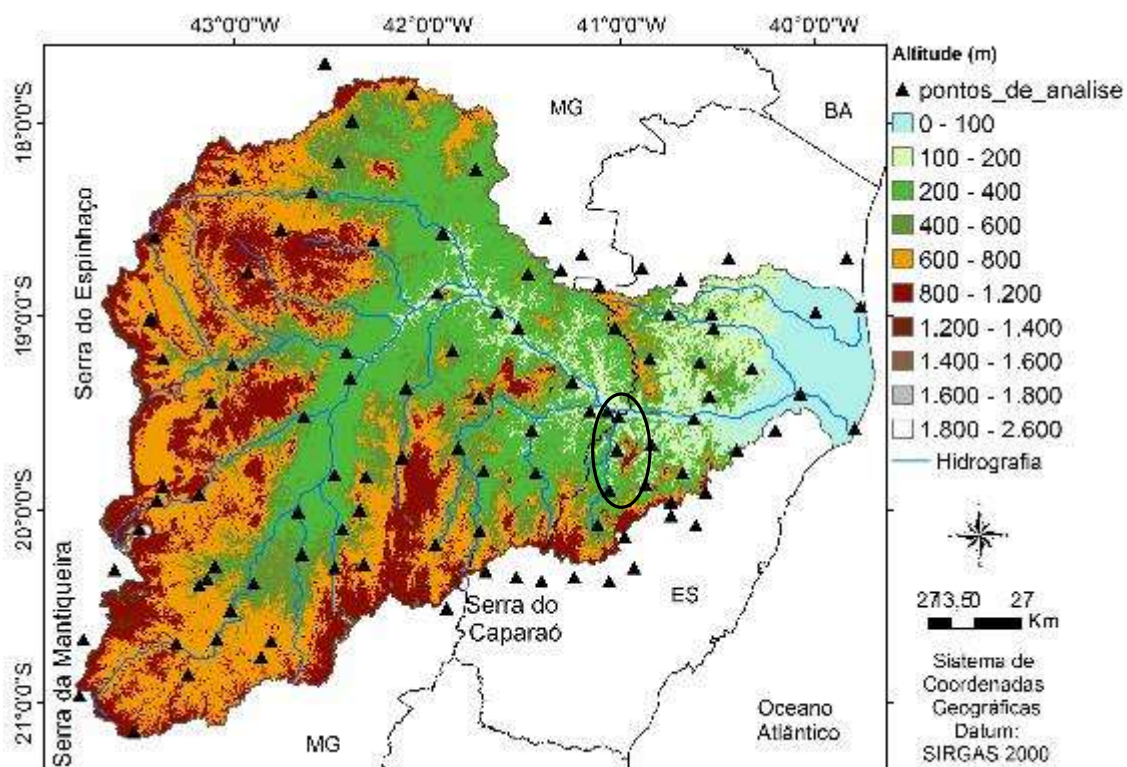 43°0'0"W
42°0'0"W
41°0'0"W
40°0'0"W
18°0'0"S
19°0'0"S
20°0'0"S
21°0'0"S
Serra do Espinhaço
Serra da Mantiqueira
MG
BA
Serra do
Caparaó
ES
MG
Oceano
Atlântico
Altitude (m)
pontos_de_analise
0 - 100
100 - 200
200 - 400
400 - 600
600 - 800
800 - 1.200
1.200 - 1.400
1.400 - 1.600
1.600 - 1.800
1.800 - 2.600
Hidrografia
27
Km
Sistema de
Coordenadas
Geográficas
Datum:
SIRGAS 2000